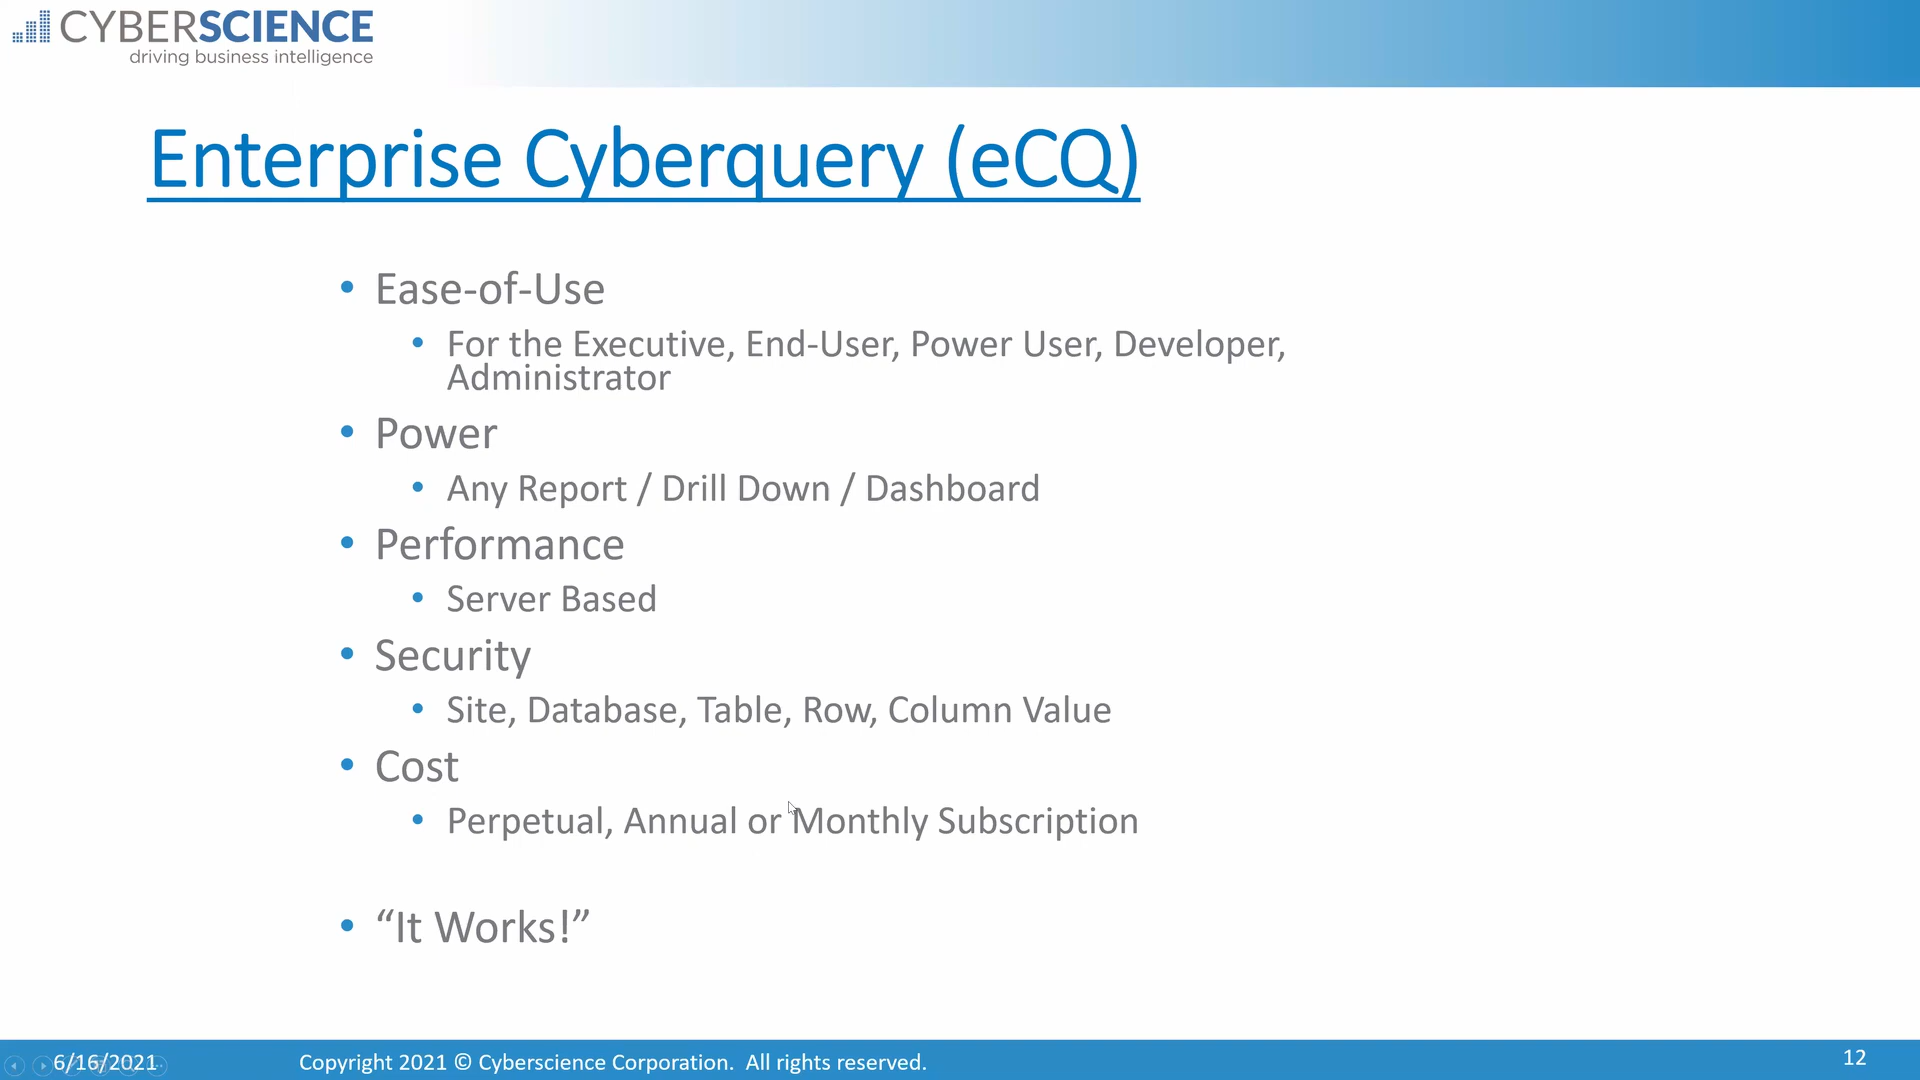 CYBERSCIENCE
driving business intelligence
Enterprise Cyberquery (eCQ)
• Ease-of-Use
• For the Executive, End-User, Power User, Developer,
Administrator
• Power
• Any Report / Drill Down / Dashboard
• Performance
• Server Based
• Security
• Site, Database, Table, Row, Column Value
• Cost
• Perpetual, Annual or Monthly Subscription
• “It Works!”
6/16/2021
Copyright 2021 © Cyberscience Corporation.  All rights reserved.
12